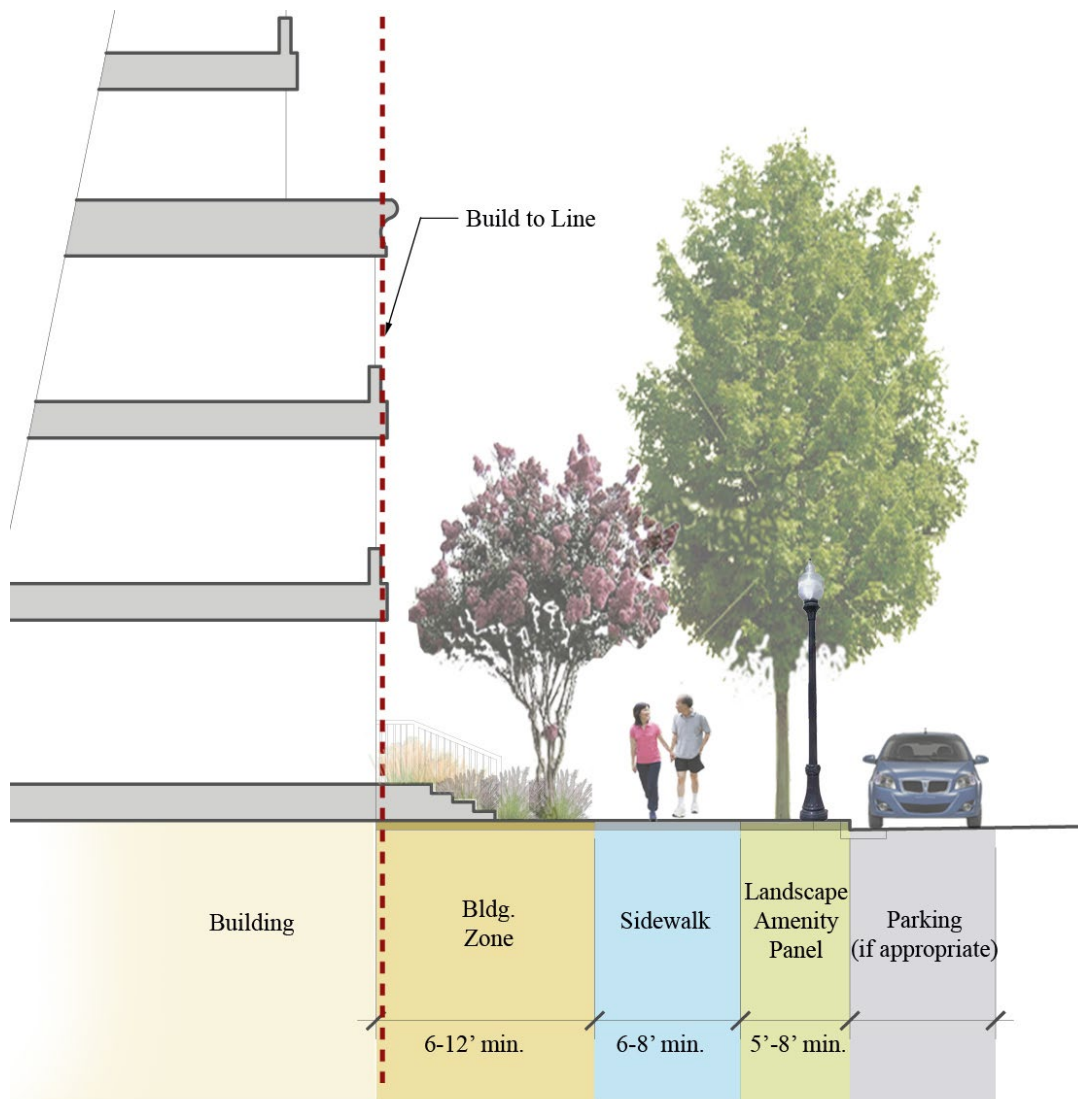 Build to Line
Building
Bldg.
Zone
Sidewalk
Landscape
Amenity
Panel
Parking
(if appropriate)
6-12’ min.
6-8’ min.
5’-8’ min.